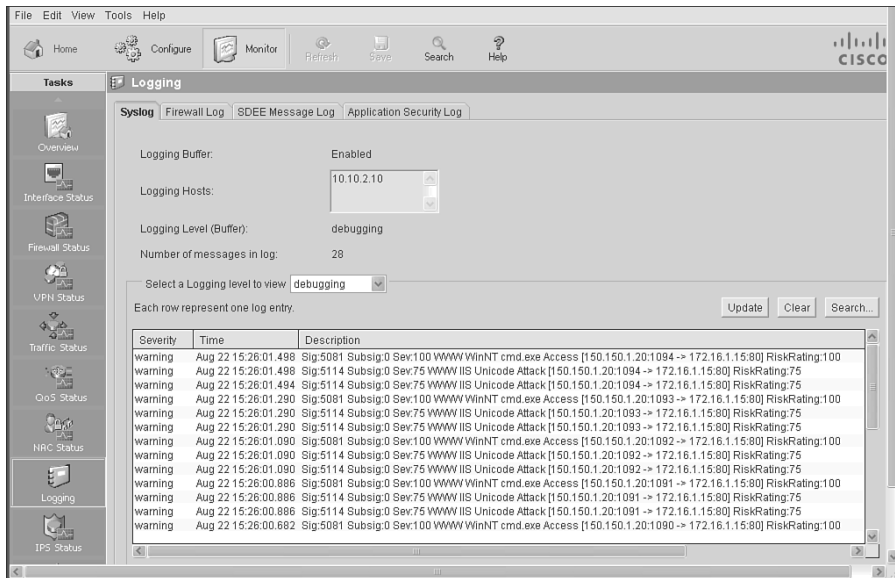 File Edit View Tools Help
Home Configure Monitor Refresh Save Search Help
CISCO
Tasks
Overview
Interface Status
Firewall Status
VPN Status
Traffic Status
QoS Status
NAC Status
Logging
IPS Status
Logging
Syslog Firewall Log SDEE Message Log Application Security Log
Logging Buffer: Enabled
Logging Hosts: 10.10.2.10
Logging Level (Buffer): debugging
Number of messages in log: 28
Select a Logging level to view debugging
Each row represent one log entry. Update Clear Search...
Severity Time Description
warning Aug 22 15:26:01.498 Sig:5081 Subsig:0 Sev:100 WWW WinNT cmd.exe Access [150.150.1.20:1094 -> 172.16.1.15:80] RiskRating:100
warning Aug 22 15:26:01.498 Sig:5114 Subsig:0 Sev:75 WWW IIS Unicode Attack [150.150.1.20:1094 -> 172.16.1.15:80] RiskRating:75
warning Aug 22 15:26:01.494 Sig:5114 Subsig:0 Sev:75 WWW IIS Unicode Attack [150.150.1.20:1094 -> 172.16.1.15:80] RiskRating:75
warning Aug 22 15:26:01.290 Sig:5081 Subsig:0 Sev:100 WWW WinNT cmd.exe Access [150.150.1.20:1093 -> 172.16.1.15:80] RiskRating:100
warning Aug 22 15:26:01.290 Sig:5114 Subsig:0 Sev:75 WWW IIS Unicode Attack [150.150.1.20:1093 -> 172.16.1.15:80] RiskRating:75
warning Aug 22 15:26:01.290 Sig:5114 Subsig:0 Sev:75 WWW IIS Unicode Attack [150.150.1.20:1093 -> 172.16.1.15:80] RiskRating:75
warning Aug 22 15:26:01.090 Sig:5081 Subsig:0 Sev:100 WWW WinNT cmd.exe Access [150.150.1.20:1092 -> 172.16.1.15:80] RiskRating:100
warning Aug 22 15:26:01.090 Sig:5114 Subsig:0 Sev:75 WWW IIS Unicode Attack [150.150.1.20:1092 -> 172.16.1.15:80] RiskRating:75
warning Aug 22 15:26:01.090 Sig:5114 Subsig:0 Sev:75 WWW IIS Unicode Attack [150.150.1.20:1092 -> 172.16.1.15:80] RiskRating:75
warning Aug 22 15:26:00.886 Sig:5081 Subsig:0 Sev:100 WWW WinNT cmd.exe Access [150.150.1.20:1091 -> 172.16.1.15:80] RiskRating:100
warning Aug 22 15:26:00.886 Sig:5114 Subsig:0 Sev:75 WWW IIS Unicode Attack [150.150.1.20:1091 -> 172.16.1.15:80] RiskRating:75
warning Aug 22 15:26:00.886 Sig:5114 Subsig:0 Sev:75 WWW IIS Unicode Attack [150.150.1.20:1091 -> 172.16.1.15:80] RiskRating:75
warning Aug 22 15:26:00.682 Sig:5081 Subsig:0 Sev:100 WWW WinNT cmd.exe Access [150.150.1.20:1090 -> 172.16.1.15:80] RiskRating:100